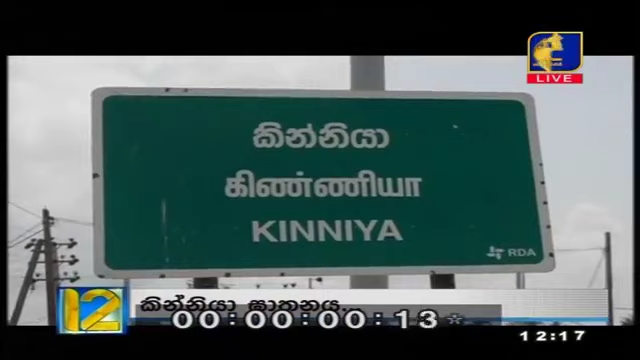 LIVE
කින්නියා
கிண்ணியா
KINNIYA
RDA
12
කින්නියා ඝාතනය.
00:00:00:13
12:17